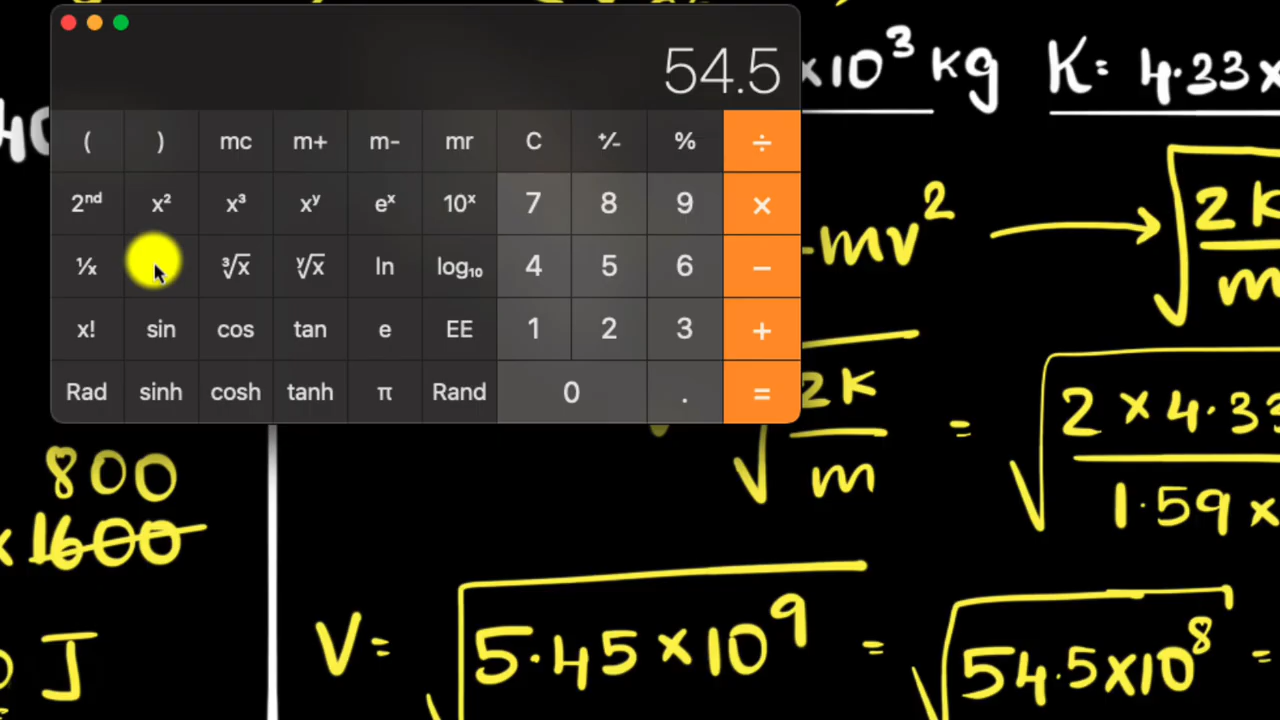 54.5
( ) mc m+ m- mr C +/- % ÷
2nd x² x³ xʸ eˣ 10ˣ 7 8 9 ×
¹⁄ₓ ³√x ʸ√x ln log₁₀ 4 5 6 −
x! sin cos tan e EE 1 2 3 +
Rad sinh cosh tanh π Rand 0 . =
40
×10³ kg K= 4.33×
mv² → √2K/m
√2K/m = √2×4.33/1.59×
800
×1600
J
V= √5.45×10⁹ = √54.5×10⁸ =